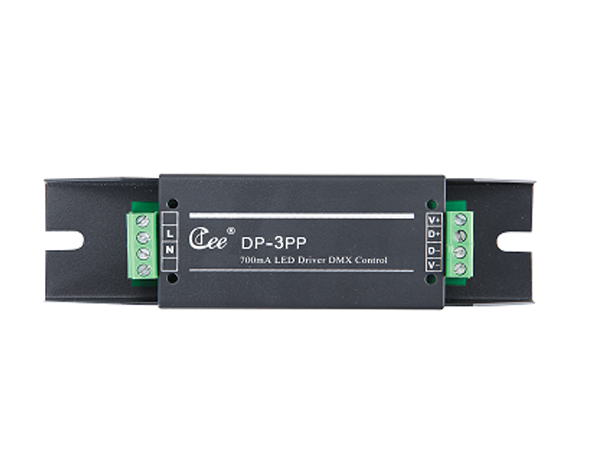 L
N
Cee® DP-3PP
700mA LED Driver DMX Control
V+
D+
D-
V-